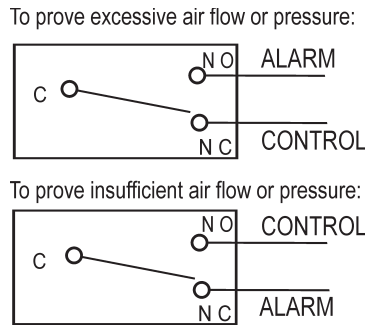 To prove excessive air flow or pressure:
N O ALARM
C
N C CONTROL
To prove insufficient air flow or pressure:
N O CONTROL
C
N C ALARM